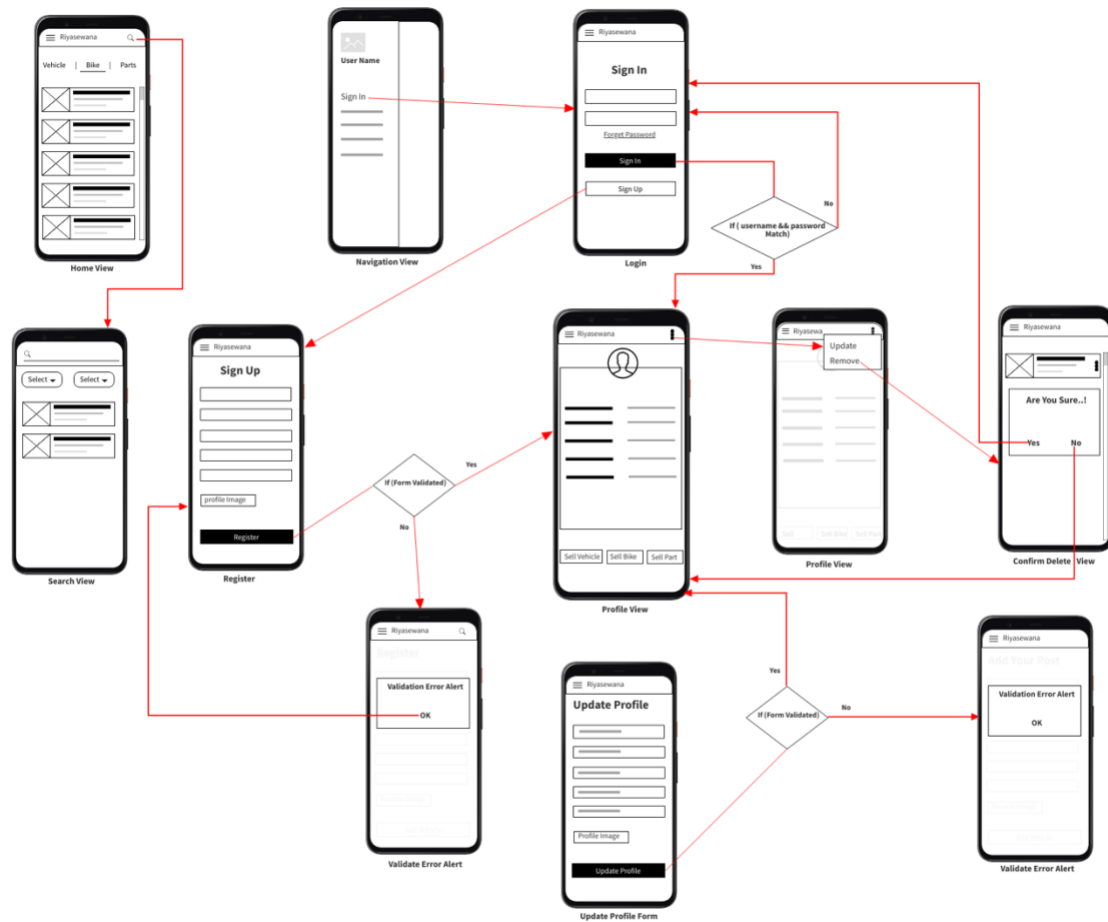 Riyasewana
Vehicle | Bike | Parts
Home View
User Name
Sign In
Navigation View
Riyasewana
Sign In
Forget Password
Sign In
Sign Up
Login
If ( username && password
Match)
No
Yes
Select
Select
Search View
Riyasewana
Sign Up
profile Image
Register
Register
If (Form Validated)
Yes
No
Riyasewana
Sell Vehicle
Sell Bike
Sell Part
Profile View
Riyasewa
Update
Remove
Sell
Sell Bike
Sell Part
Profile View
Riyasewana
Are You Sure..!
Yes
No
Confirm Delete View
Riyasewana
Register
Validation Error Alert
OK
Validate Error Alert
Riyasewana
Update Profile
Profile Image
Update Profile
Update Profile Form
If (Form Validated)
Yes
No
Riyasewana
Add Your Post
Validation Error Alert
OK
Validate Error Alert